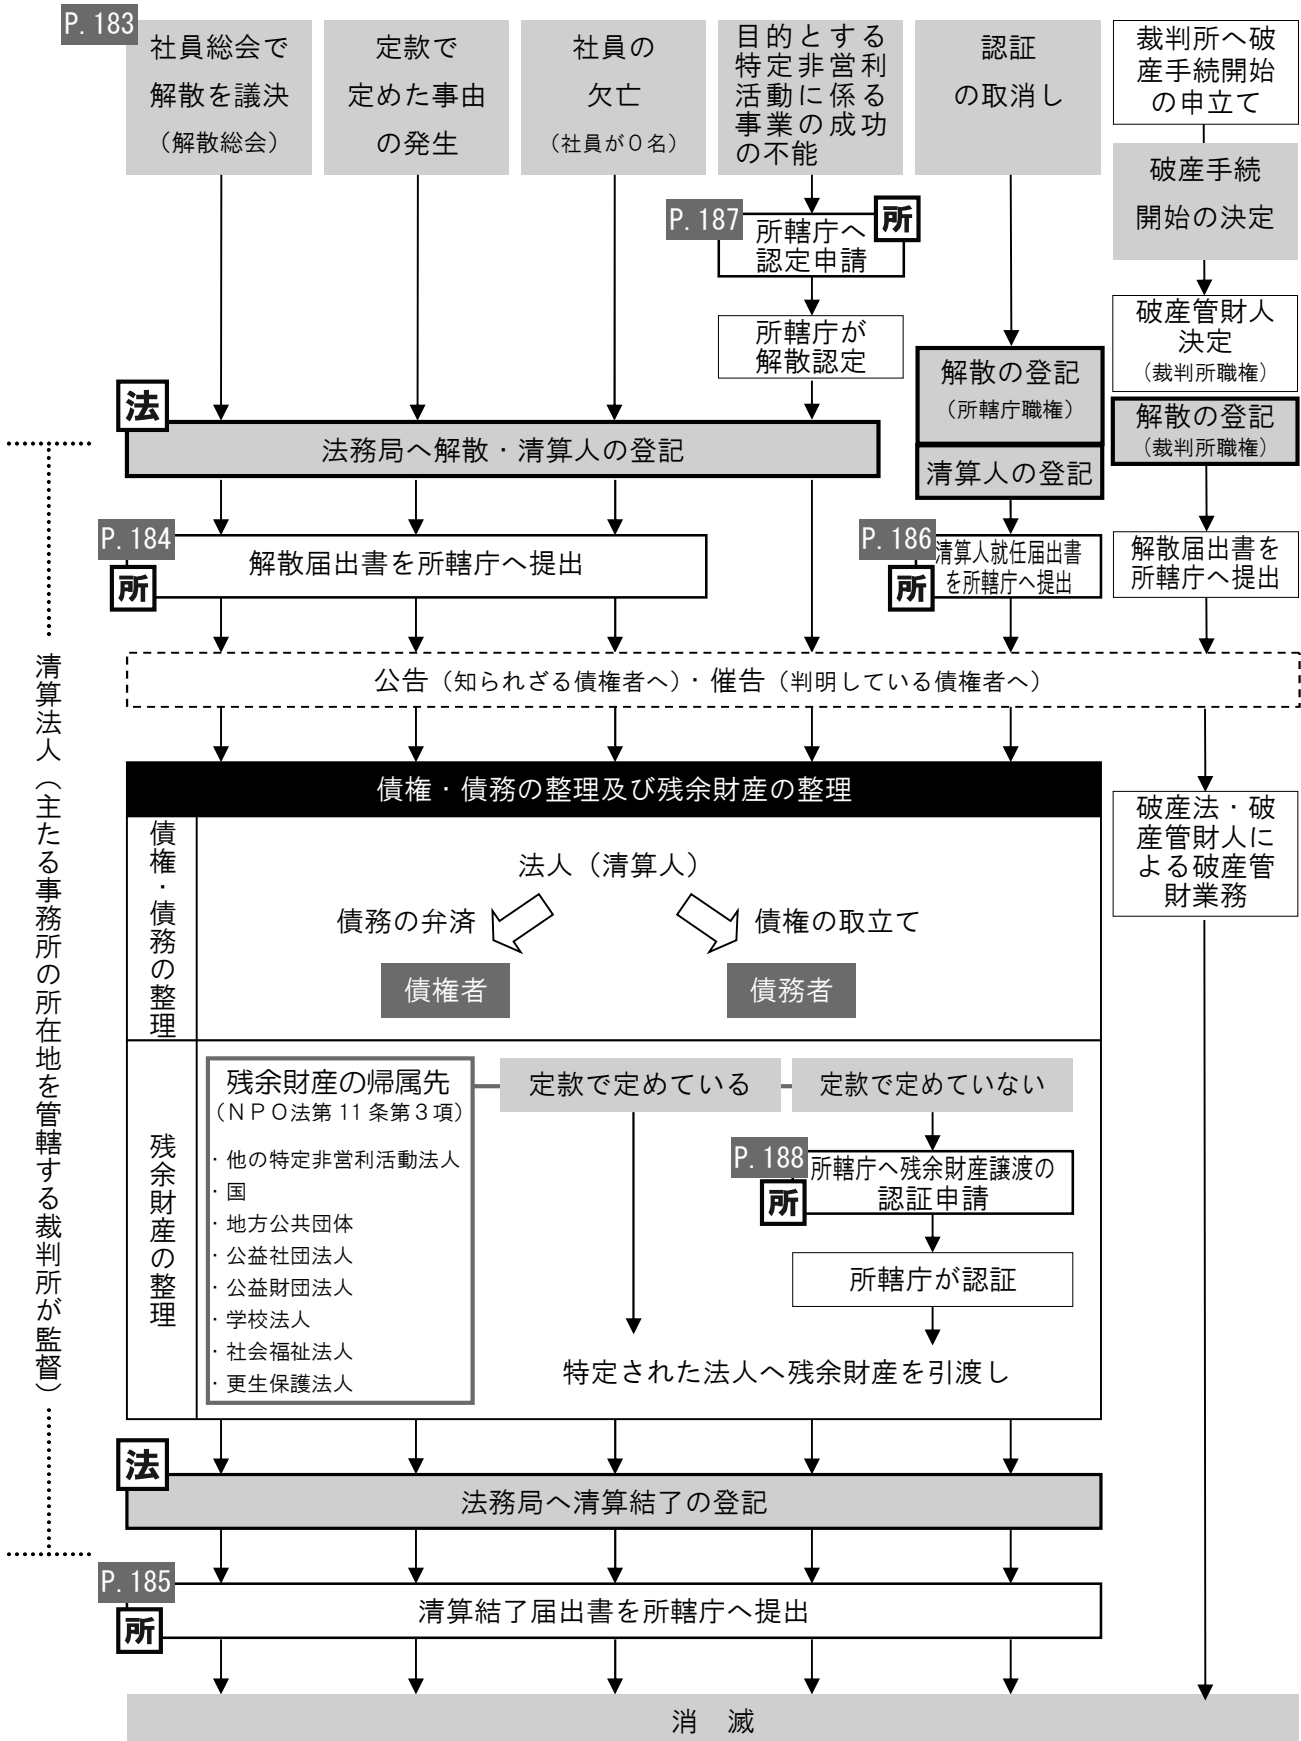 P. 183
社員総会で
解散を議決
（解散総会）
定款で
定めた事由
の発生
社員の
欠亡
（社員が０名）
目的とする
特定非営利
活動に係る
事業の成功
の不能
認証
の取消し
裁判所へ破
産手続開始
の申立て
破産手続
開始の決定
P. 187
所
所轄庁へ
認定申請
所轄庁が
解散認定
破産管財人
決定
（裁判所職権）
解散の登記
（所轄庁職権）
清算人の登記
解散の登記
（裁判所職権）
法
法務局へ解散・清算人の登記
P. 184
所
解散届出書を所轄庁へ提出
P. 186
所
清算人就任届出書
を所轄庁へ提出
解散届出書を
所轄庁へ提出
清算法人（主たる事務所の所在地を管轄する裁判所が監督）
公告（知られざる債権者へ）・催告（判明している債権者へ）
債権・債務の整理及び残余財産の整理
債権・債務の整理
法人（清算人）
債務の弁済
債権の取立て
債権者
債務者
破産法・破
産管財人に
よる破産管
財業務
残余財産の整理
残余財産の帰属先
（ＮＰＯ法第 11 条第３項）
・他の特定非営利活動法人
・国
・地方公共団体
・公益社団法人
・公益財団法人
・学校法人
・社会福祉法人
・更生保護法人
定款で定めている
定款で定めていない
P. 188
所
所轄庁へ残余財産譲渡の
認証申請
所轄庁が認証
特定された法人へ残余財産を引渡し
法
法務局へ清算結了の登記
P. 185
所
清算結了届出書を所轄庁へ提出
消　滅